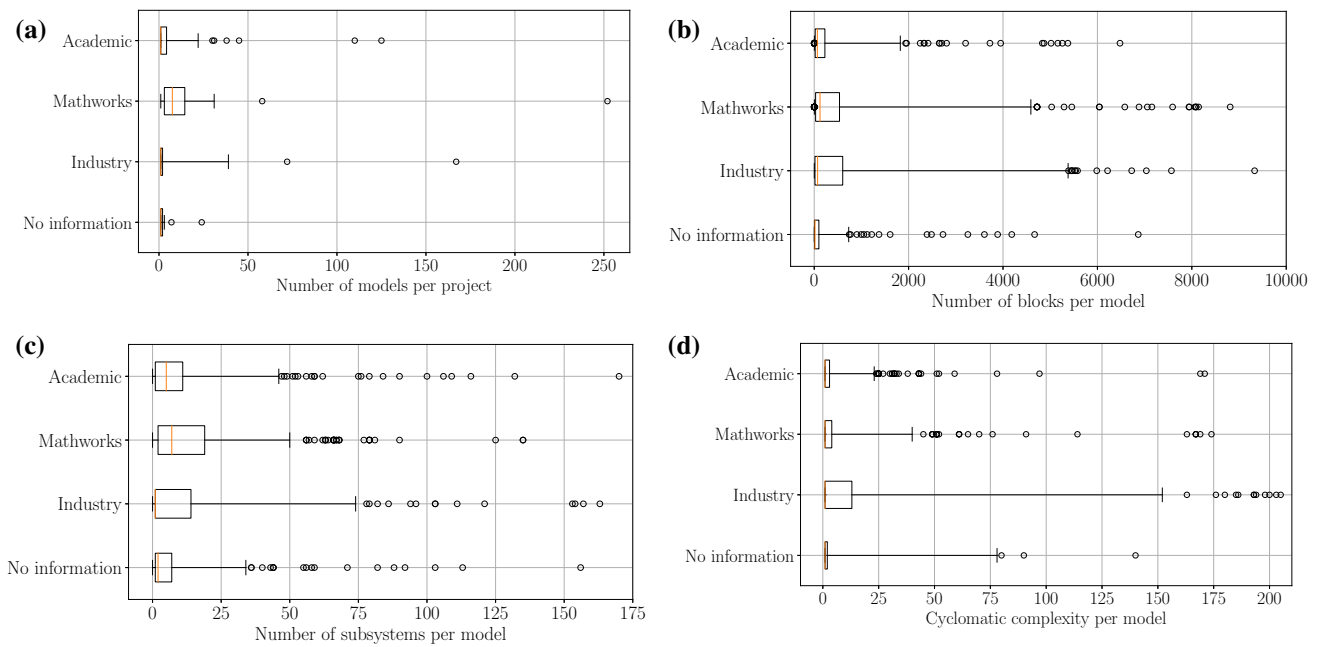 (a)
Academic
Mathworks
Industry
No information
0 50 100 150 200 250
Number of models per project
(b)
Academic
Mathworks
Industry
No information
0 2000 4000 6000 8000 10000
Number of blocks per model
(c)
Academic
Mathworks
Industry
No information
0 25 50 75 100 125 150 175
Number of subsystems per model
(d)
Academic
Mathworks
Industry
No information
0 25 50 75 100 125 150 175 200
Cyclomatic complexity per model